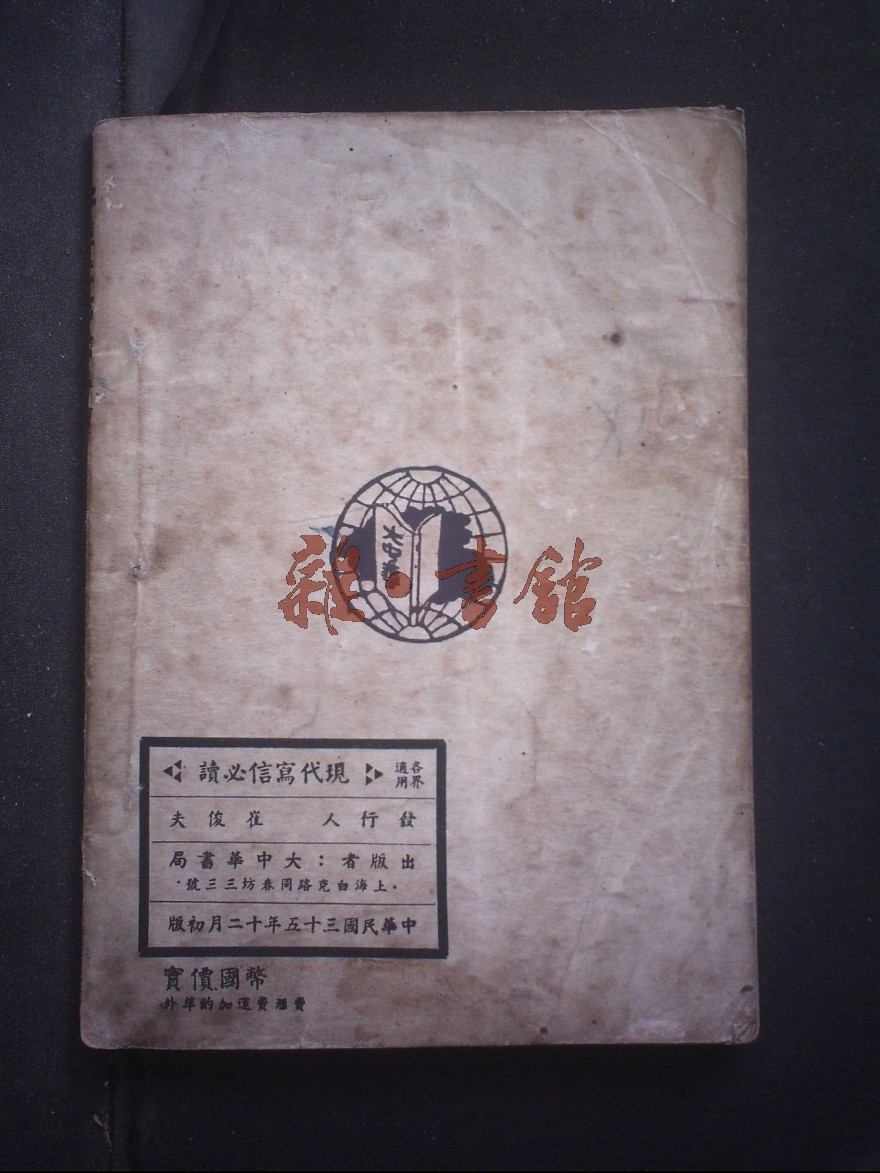 大中華
雜·書館
各界適用 現代寫信必讀
發行人 崔俊夫
出版者：大中華書局
·上海白克路同春坊三三號·
中華民國三十五年十二月初版
實價國幣
外埠酌加運費滙費